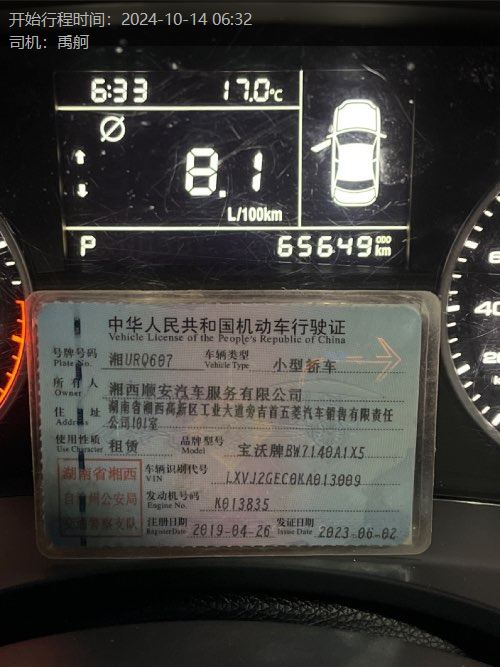 开始行程时间：2024-10-14 06:32
司机：禹舸
6:33 17.0℃
8.1
L/100km
P 65649 ODO km
中华人民共和国机动车行驶证
Vehicle License of the People's Republic of China
号牌号码 Plate No. 湘URQ607 车辆类型 Vehicle Type 小型轿车
所有人 Owner 湘西顺安汽车服务有限公司
住址 Address 湖南省湘西高新区工业大道旁吉首五菱汽车销售有限责任
公司101室
使用性质 Use Character 租赁 品牌型号 Model 宝沃牌BW7140A1X5
湖南省湘西
自治州公安局
交通警察支队
车辆识别代号 VIN LXVJ2GEC0KA013009
发动机号码 Engine No. K013835
注册日期 Register Date 2019-04-26 发证日期 Issue Date 2023-06-02